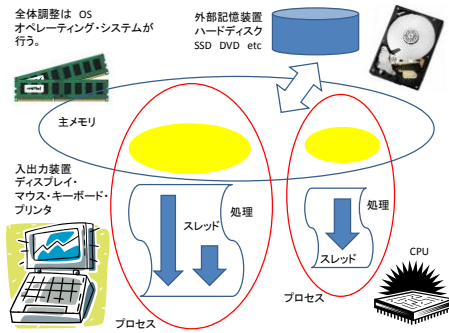 全体調整は OS
オペレーティング・システムが
行う。
外部記憶装置
ハードディスク
SSD DVD etc
主メモリ
入出力装置
ディスプレイ・
マウス・キーボード・
プリンタ
処理
スレッド
処理
スレッド
CPU
プロセス
プロセス